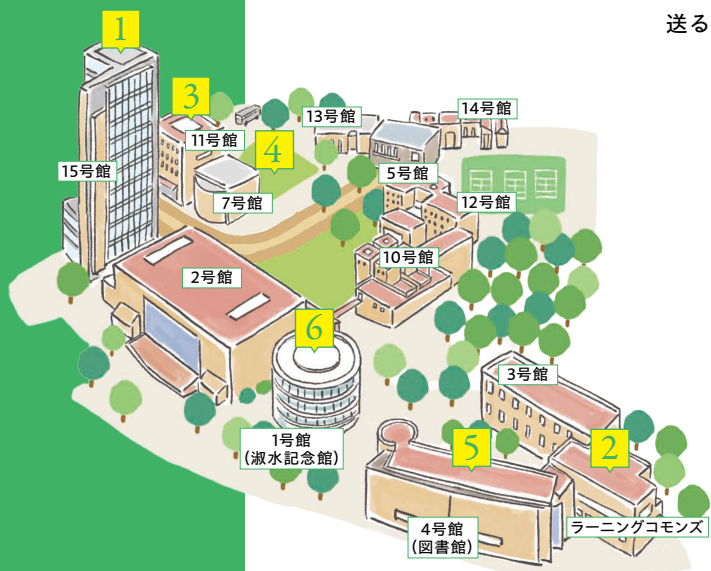 送る
1
3
13号館
14号館
11号館
4
15号館
5号館
7号館
12号館
10号館
2号館
6
3号館
1号館
(淑水記念館)
5
2
4号館
(図書館)
ラーニングコモンズ